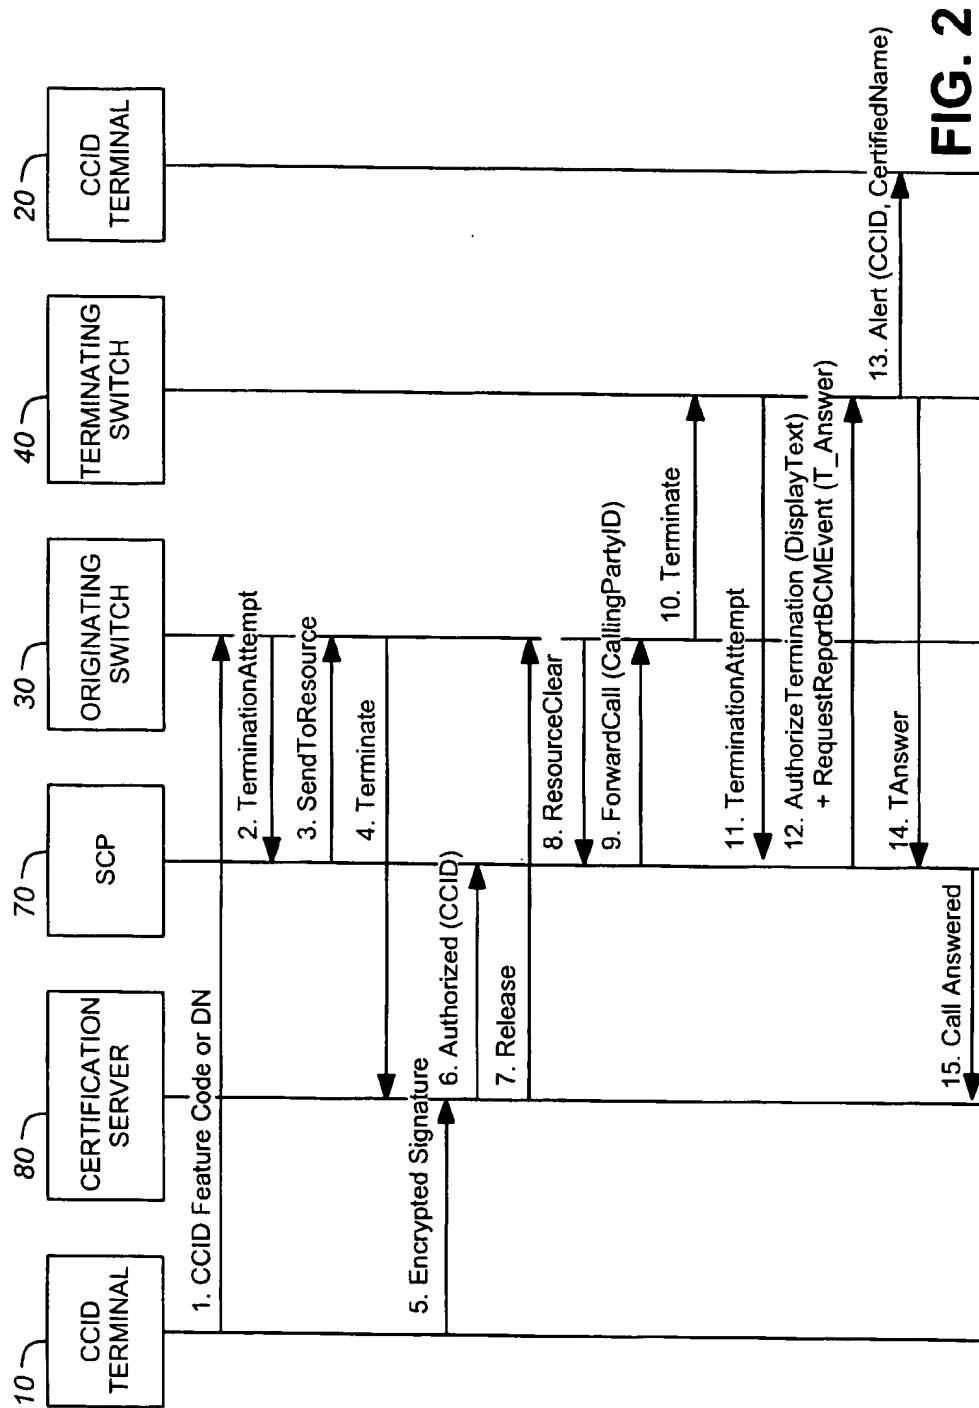 10
CCID
TERMINAL
80
CERTIFICATION
SERVER
70
SCP
30
ORIGINATING
SWITCH
40
TERMINATING
SWITCH
20
CCID
TERMINAL
1. CCID Feature Code or DN
2. TerminationAttempt
3. SendToResource
4. Terminate
5. Encrypted Signature
6. Authorized (CCID)
7. Release
8. ResourceClear
9. ForwardCall (CallingPartyID)
10. Terminate
11. TerminationAttempt
12. AuthorizeTermination (DisplayText)
+ RequestReportBCMEvent (T_Answer)
13. Alert (CCID, CertifiedName)
14. TAnswer
15. Call Answered
FIG. 2